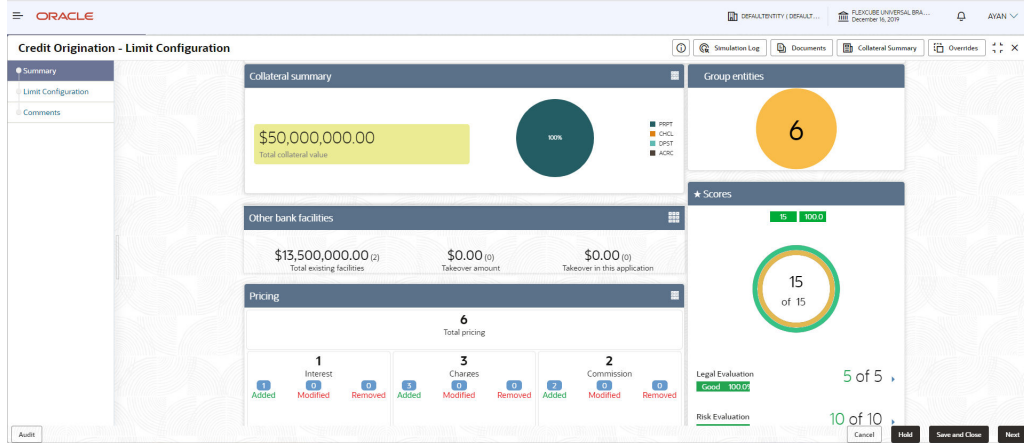 ORACLE
DEFAULTENTITY ( DEFAULT....
FLEXCUBE UNIVERSAL BRA...
December 16, 2019
AYAN
Credit Origination - Limit Configuration
Simulation Log
Documents
Collateral Summary
Overrides
Summary
Limit Configuration
Comments
Collateral summary
$50,000,000.00
Total collateral value
100%
PRPT
CHCL
DPST
ACRC
Group entities
6
Other bank facilities
$13,500,000.00 (2)
Total existing facilities
$0.00 (0)
Takeover amount
$0.00 (0)
Takeover in this application
Pricing
6
Total pricing
1
Interest
1 0 0
Added Modified Removed
3
Charges
3 0 0
Added Modified Removed
2
Commission
2 0 0
Added Modified Removed
★ Scores
15 100.0
15
of 15
Legal Evaluation
Good 100.0%
5 of 5
Risk Evaluation
10 of 10
Audit
Cancel
Hold
Save and Close
Next